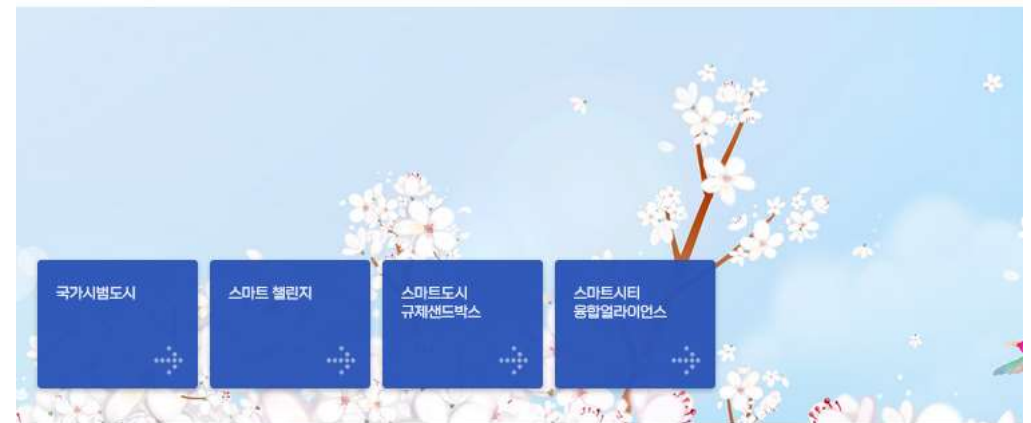 국가시범도시
스마트 챌린지
스마트도시
규제샌드박스
스마트시티
융합얼라이언스